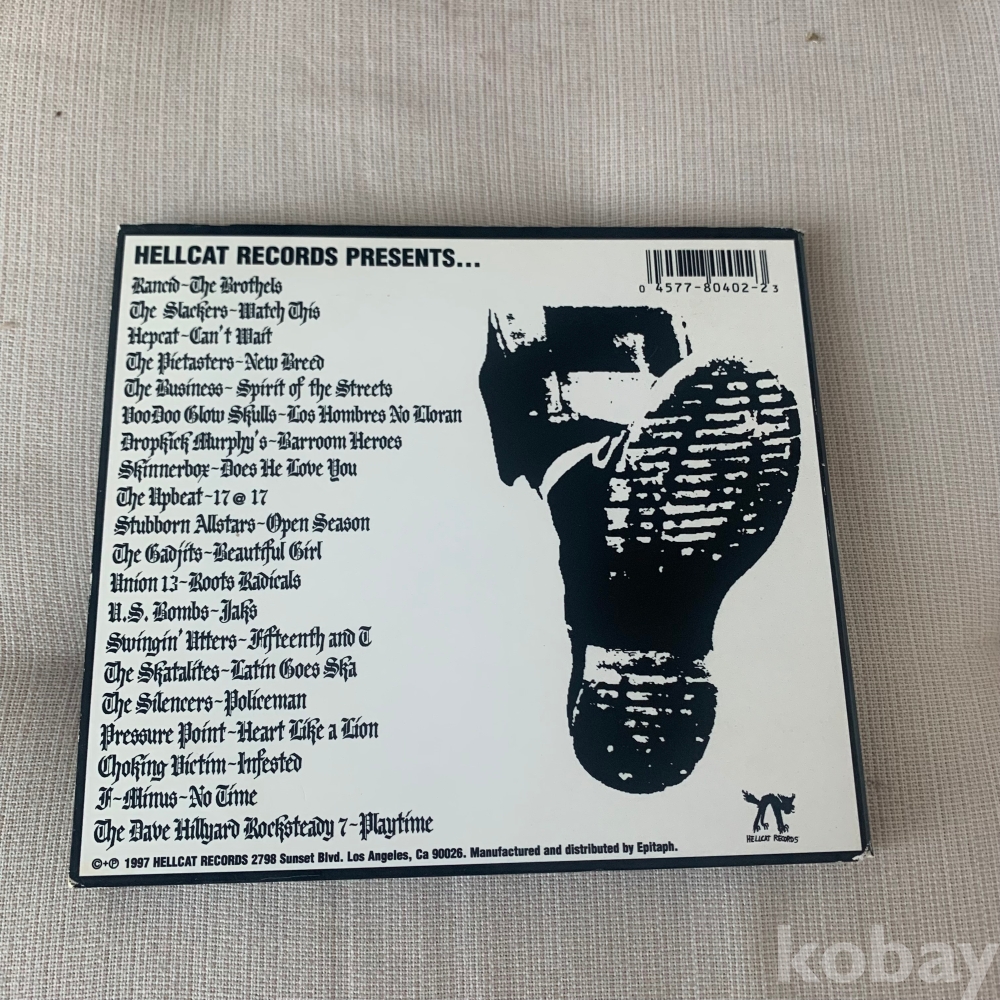 HELLCAT RECORDS PRESENTS...
0 4577-80402-2 3
Rancid~The Brothels
The Slackers~Watch This
Hepcat~Can't Wait
The Pietasters~New Breed
The Business~Spirit of the Streets
VooDoo Glow Skulls~Los Hombres No Lloran
Dropkick Murphy's~Barroom Heroes
Skinnerbox~Does He Love You
The Upbeat~17@17
Stubborn Allstars~Open Season
The Gadjits~Beautiful Girl
Union 13~Roots Radicals
U.S. Bombs~Jaks
Swingin' Utters~Fifteenth and T
The Skatalites~Latin Goes Ska
The Silencers~Policeman
Pressure Point~Heart Like a Lion
Choking Victim~Infested
F~Minus~No Time
The Dave Hillyard Rocksteady 7~Playtime
HELLCAT RECORDS
©+℗ 1997 HELLCAT RECORDS 2798 Sunset Blvd. Los Angeles, Ca 90026. Manufactured and distributed by Epitaph.
kobay